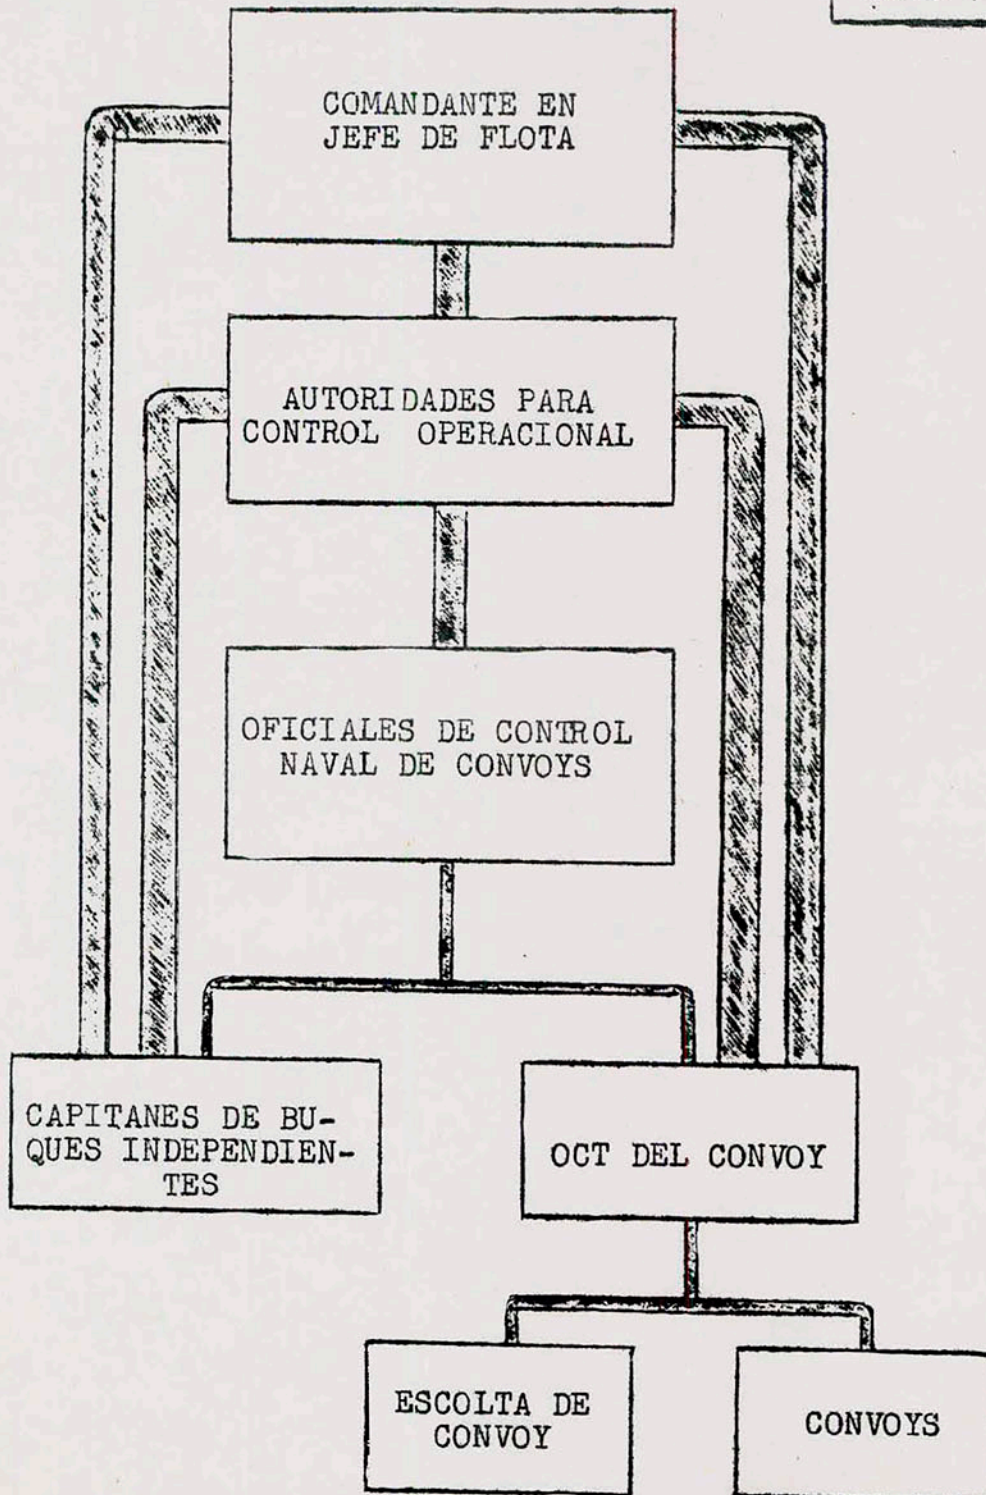 COMANDANTE EN
JEFE DE FLOTA
AUTORIDADES PARA
CONTROL OPERACIONAL
OFICIALES DE CONTROL
NAVAL DE CONVOYS
CAPITANES DE BU-
QUES INDEPENDIEN-
TES
OCT DEL CONVOY
ESCOLTA DE
CONVOY
CONVOYS